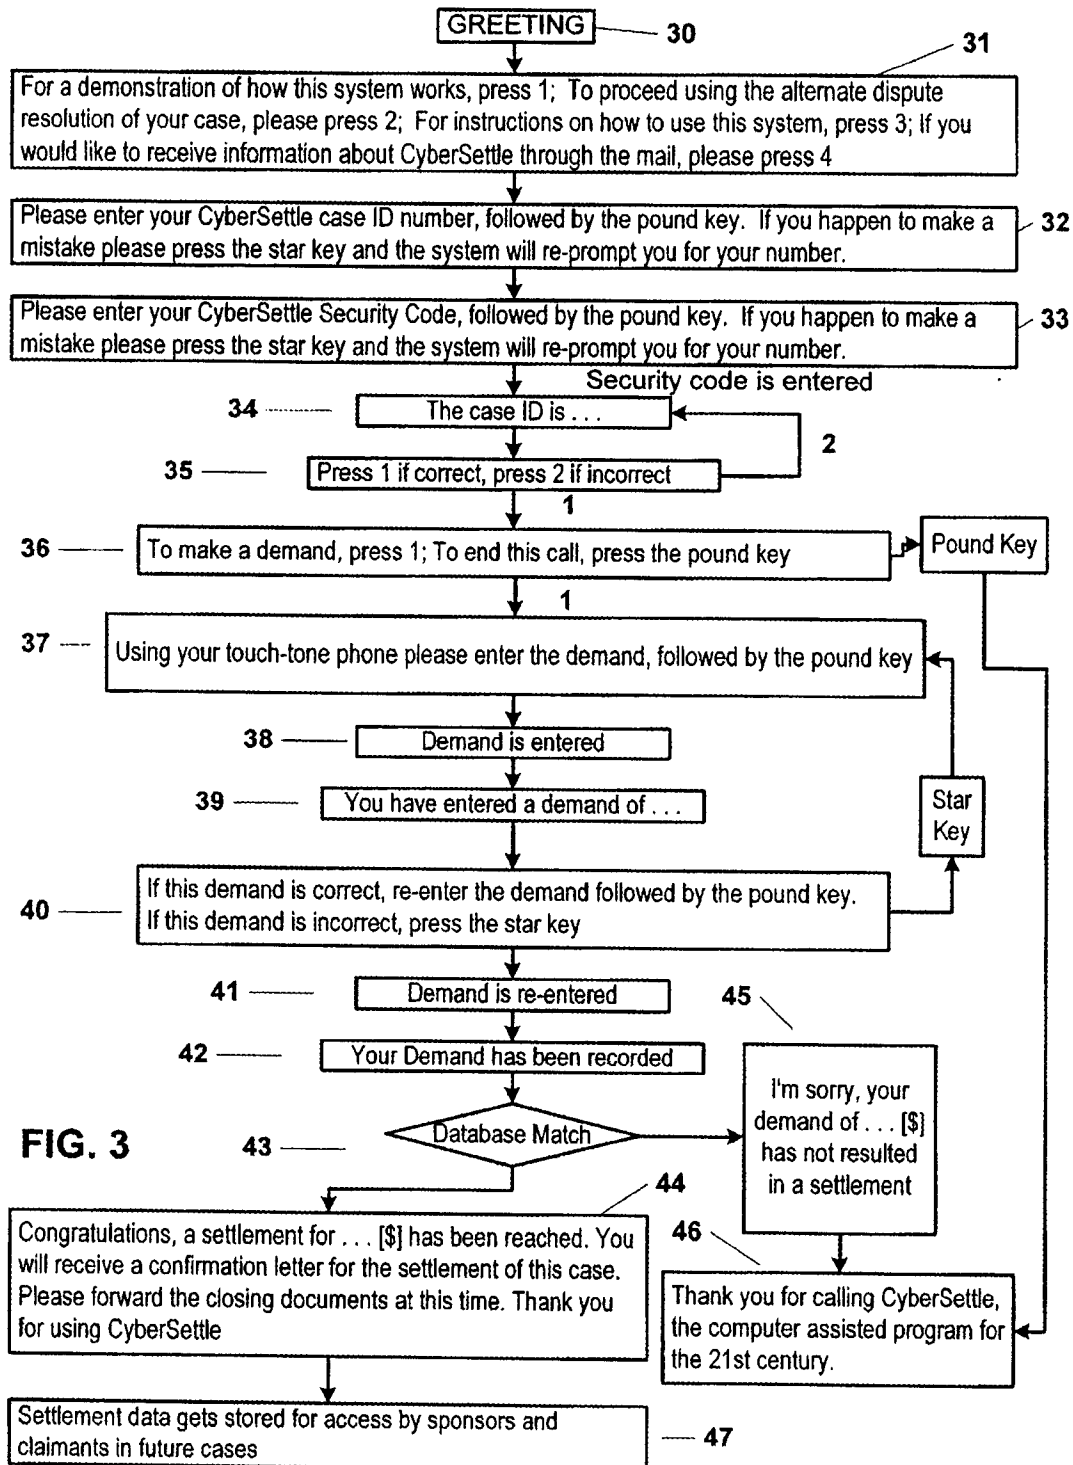 GREETING
30
31
For a demonstration of how this system works, press 1; To proceed using the alternate dispute
resolution of your case, please press 2; For instructions on how to use this system, press 3; If you
would like to receive information about CyberSettle through the mail, please press 4
Please enter your CyberSettle case ID number, followed by the pound key. If you happen to make a
mistake please press the star key and the system will re-prompt you for your number.
32
Please enter your CyberSettle Security Code, followed by the pound key. If you happen to make a
mistake please press the star key and the system will re-prompt you for your number.
33
Security code is entered
34
The case ID is . . .
2
35
Press 1 if correct, press 2 if incorrect
1
36
To make a demand, press 1; To end this call, press the pound key
Pound Key
1
37
Using your touch-tone phone please enter the demand, followed by the pound key
38
Demand is entered
39
You have entered a demand of . . .
Star
Key
40
If this demand is correct, re-enter the demand followed by the pound key.
If this demand is incorrect, press the star key
41
Demand is re-entered
45
42
Your Demand has been recorded
I'm sorry, your
demand of . . . [$]
has not resulted
in a settlement
FIG. 3
43
Database Match
44
Congratulations, a settlement for . . . [$] has been reached. You
will receive a confirmation letter for the settlement of this case.
Please forward the closing documents at this time. Thank you
for using CyberSettle
46
Thank you for calling CyberSettle,
the computer assisted program for
the 21st century.
Settlement data gets stored for access by sponsors and
claimants in future cases
47